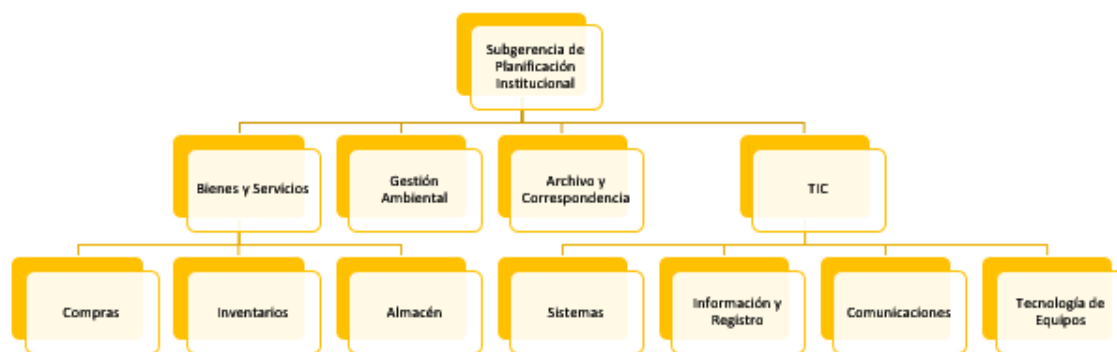 Subgerencia de
Planificación
Institucional
Bienes y Servicios
Gestión
Ambiental
Archivo y
Correspondencia
TIC
Compras
Inventarios
Almacén
Sistemas
Información y
Registro
Comunicaciones
Tecnología de
Equipos